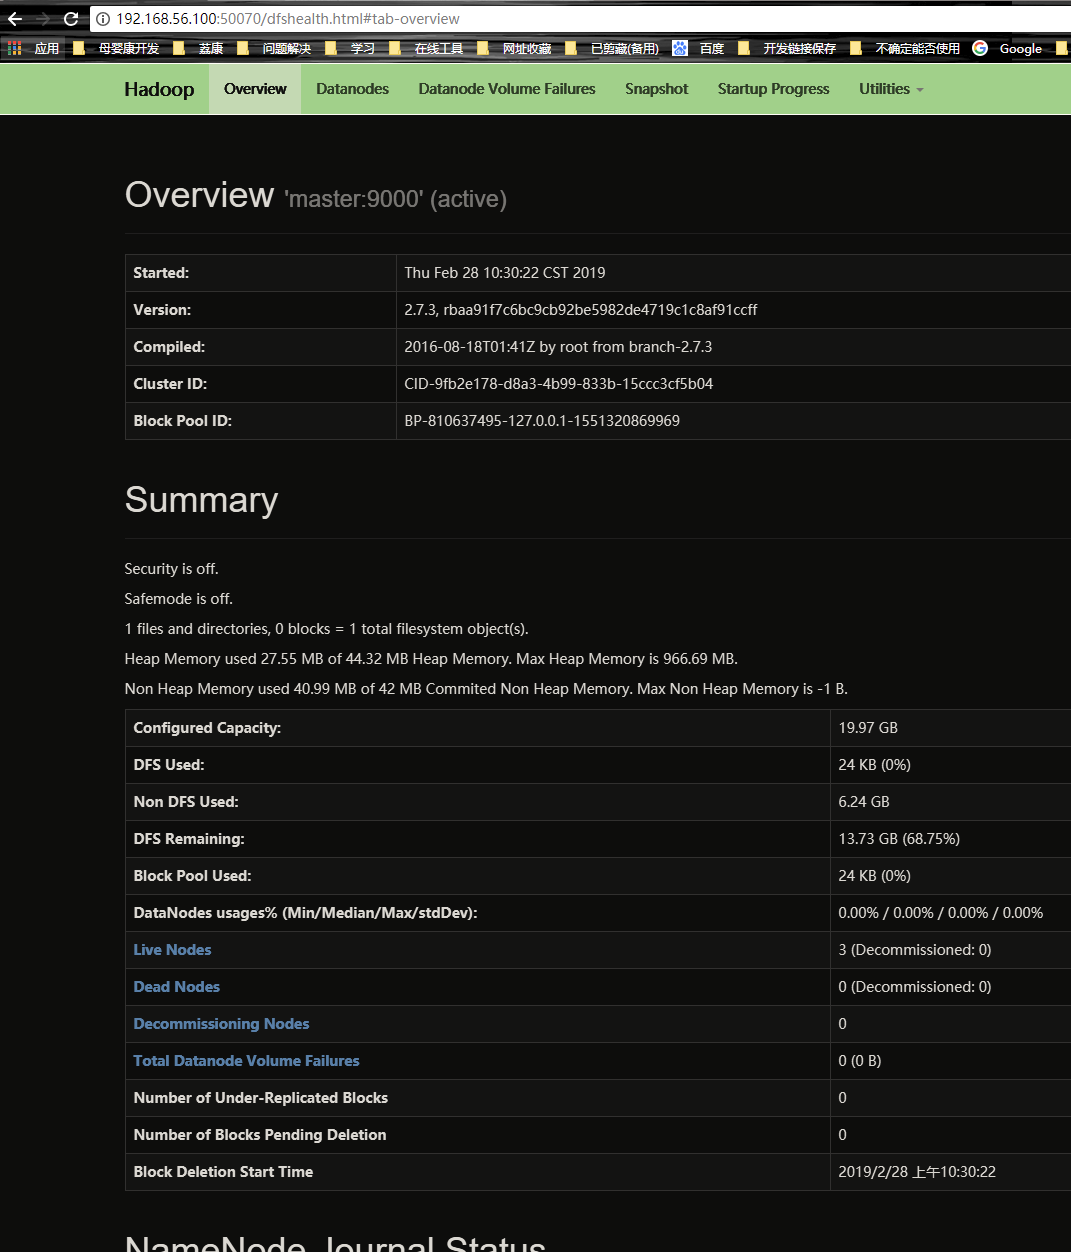 192.168.56.100:50070/dfshealth.html#tab-overview
应用 母婴康开发 荔康 问题解决 学习 在线工具 网址收藏 已剪藏(备用) 百度 开发链接保存 不确定能否使用 Google
Hadoop Overview Datanodes Datanode Volume Failures Snapshot Startup Progress Utilities
Overview 'master:9000' (active)
Started: Thu Feb 28 10:30:22 CST 2019
Version: 2.7.3, rbaa91f7c6bc9cb92be5982de4719c1c8af91ccff
Compiled: 2016-08-18T01:41Z by root from branch-2.7.3
Cluster ID: CID-9fb2e178-d8a3-4b99-833b-15ccc3cf5b04
Block Pool ID: BP-810637495-127.0.0.1-1551320869969
Summary
Security is off.
Safemode is off.
1 files and directories, 0 blocks = 1 total filesystem object(s).
Heap Memory used 27.55 MB of 44.32 MB Heap Memory. Max Heap Memory is 966.69 MB.
Non Heap Memory used 40.99 MB of 42 MB Commited Non Heap Memory. Max Non Heap Memory is -1 B.
Configured Capacity: 19.97 GB
DFS Used: 24 KB (0%)
Non DFS Used: 6.24 GB
DFS Remaining: 13.73 GB (68.75%)
Block Pool Used: 24 KB (0%)
DataNodes usages% (Min/Median/Max/stdDev): 0.00% / 0.00% / 0.00% / 0.00%
Live Nodes 3 (Decommissioned: 0)
Dead Nodes 0 (Decommissioned: 0)
Decommissioning Nodes 0
Total Datanode Volume Failures 0 (0 B)
Number of Under-Replicated Blocks 0
Number of Blocks Pending Deletion 0
Block Deletion Start Time 2019/2/28 上午10:30:22
NameNode Journal Status